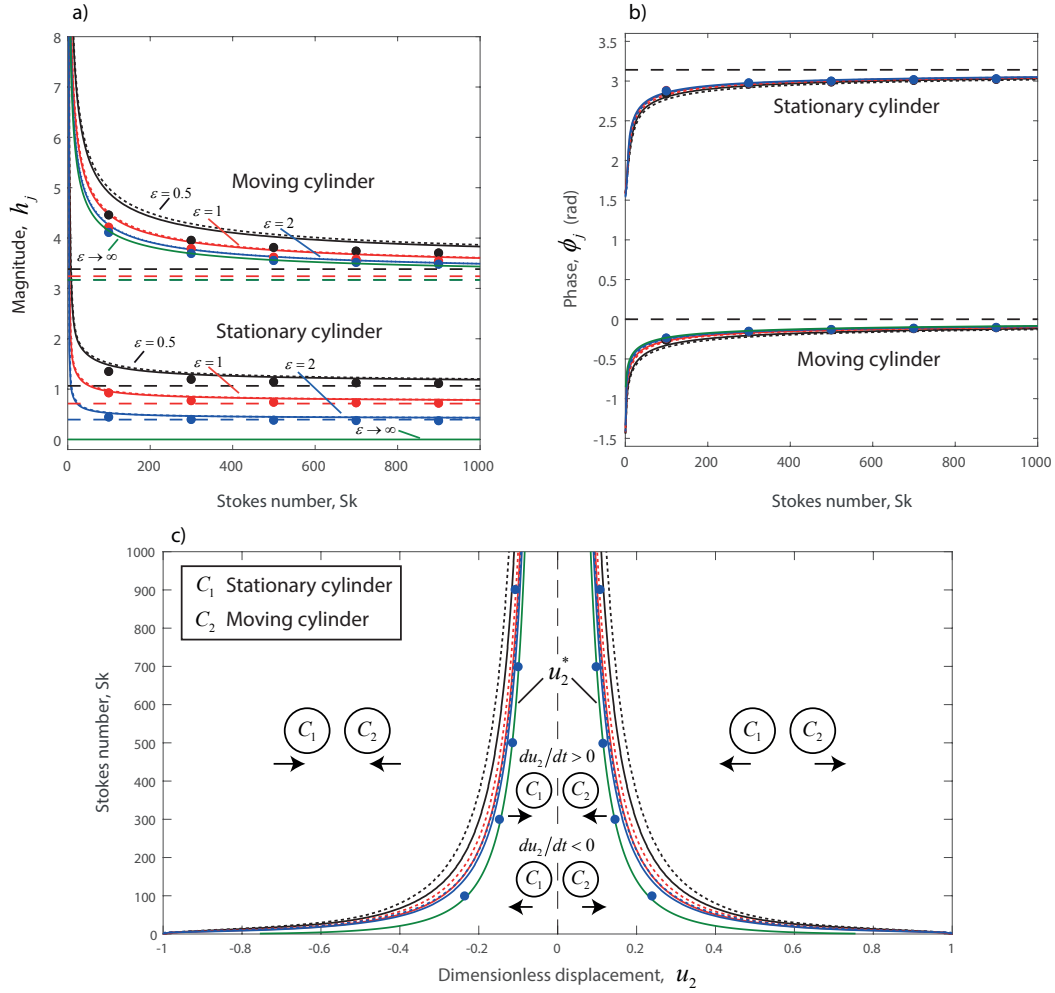 a)
8
7
6
5
4
3
2
1
0
0 200 400 600 800 1000
Magnitude, h_j
Stokes number, Sk
Moving cylinder
ε = 0.5
ε = 1
ε = 2
ε → ∞
Stationary cylinder
ε = 0.5
ε = 1
ε = 2
ε → ∞
b)
3.5
3.1
2.5
2
1.5
1
0.5
0
-0.5
-1
-1.5
0 200 400 600 800 1000
Phase, ϕ_j (rad)
Stokes number, Sk
Stationary cylinder
Moving cylinder
c)
1000
900
800
700
600
500
400
300
200
100
0
-1 -0.8 -0.6 -0.4 -0.2 0 0.2 0.4 0.6 0.8 1
Stokes number, Sk
Dimensionless displacement, u_2
C_1 Stationary cylinder
C_2 Moving cylinder
u_2^*
C_1 C_2
C_1 C_2
du_2/dt > 0
C_1 C_2
du_2/dt < 0
C_1 C_2